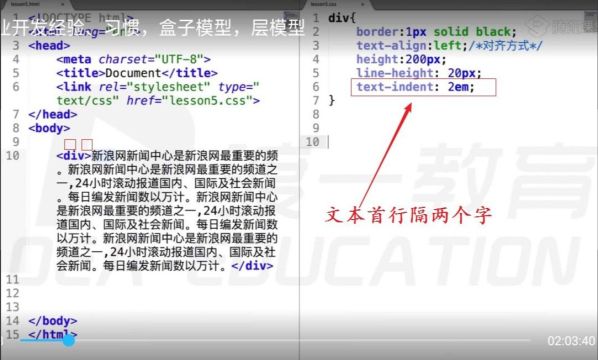 业开发经验、习惯，盒子模型，层模型
lesson5.html
lesson5.css
1 <!DOCTYPE html>
<head>
4 <meta charset="UTF-8">
5 <title>Document</title>
6 <link rel="stylesheet" type="
text/css" href="lesson5.css">
7 </head>
8 <body>
9
10 <div>新浪网新闻中心是新浪网最重要的频
。新浪网新闻中心是新浪网最重要的频道之
一,24小时滚动报道国内、国际及社会新闻
。每日编发新闻数以万计。新浪网新闻中心
是新浪网最重要的频道之一,24小时滚动报
道国内、国际及社会新闻。每日编发新闻数
以万计。新浪网新闻中心是新浪网最重要的
频道之一,24小时滚动报道国内、国际及社
会新闻。每日编发新闻数以万计。</div>
11
12
13
14 </body>
15 </html>
div{
2 border:1px solid black;
3 text-align:left;/*对齐方式*/
4 height:200px;
5 line-height: 20px;
6 text-indent: 2em;
7 }
10
文本首行隔两个字
度一教育
EDUCATION
02:03:40